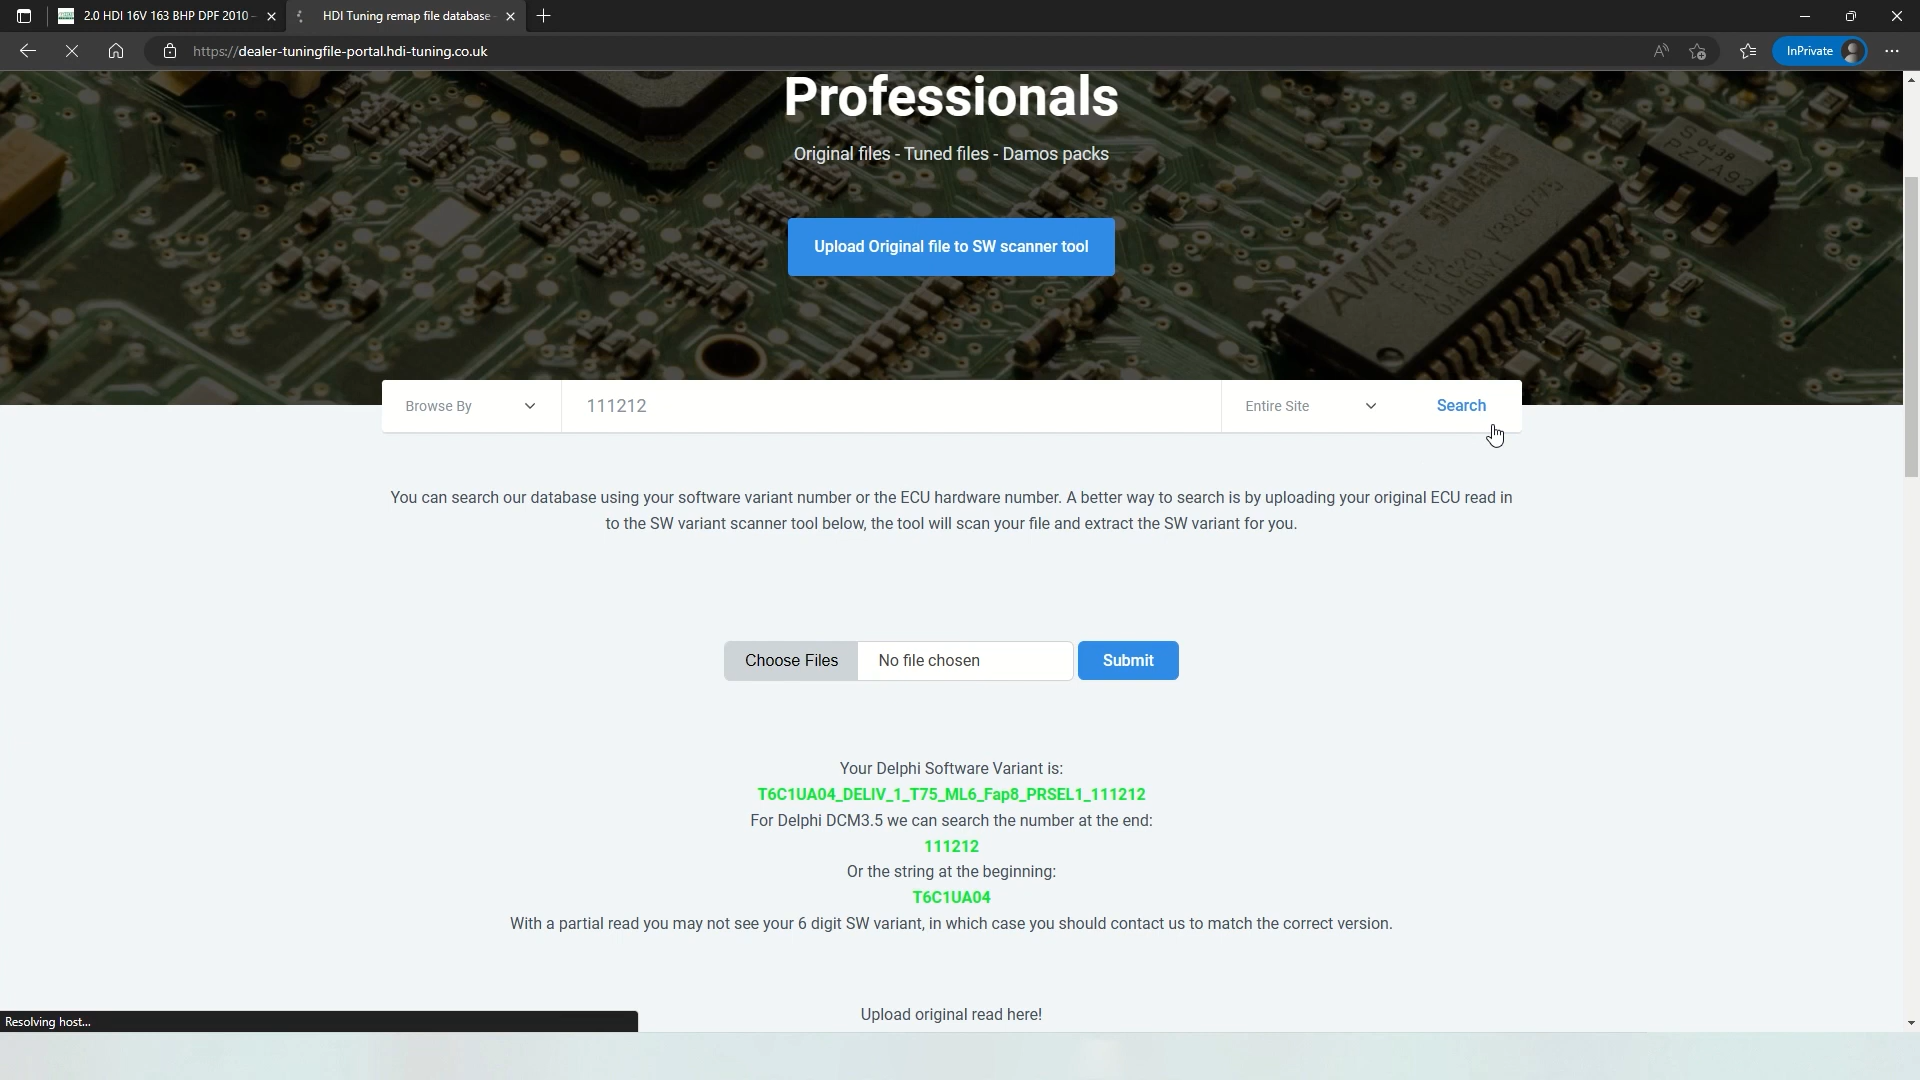 2.0 HDI 16V 163 BHP DPF 2010 -
HDI Tuning remap file database
https://dealer-tuningfile-portal.hdi-tuning.co.uk
InPrivate
Professionals
Original files - Tuned files - Damos packs
Upload Original file to SW scanner tool
SIEMENS
AMIS
Browse By
111212
Entire Site
Search
You can search our database using your software variant number or the ECU hardware number. A better way to search is by uploading your original ECU read in
to the SW variant scanner tool below, the tool will scan your file and extract the SW variant for you.
Choose Files
No file chosen
Submit
Your Delphi Software Variant is:
T6C1UA04_DELIV_1_T75_ML6_Fap8_PRSEL1_111212
For Delphi DCM3.5 we can search the number at the end:
111212
Or the string at the beginning:
T6C1UA04
With a partial read you may not see your 6 digit SW variant, in which case you should contact us to match the correct version.
Upload original read here!
Resolving host...